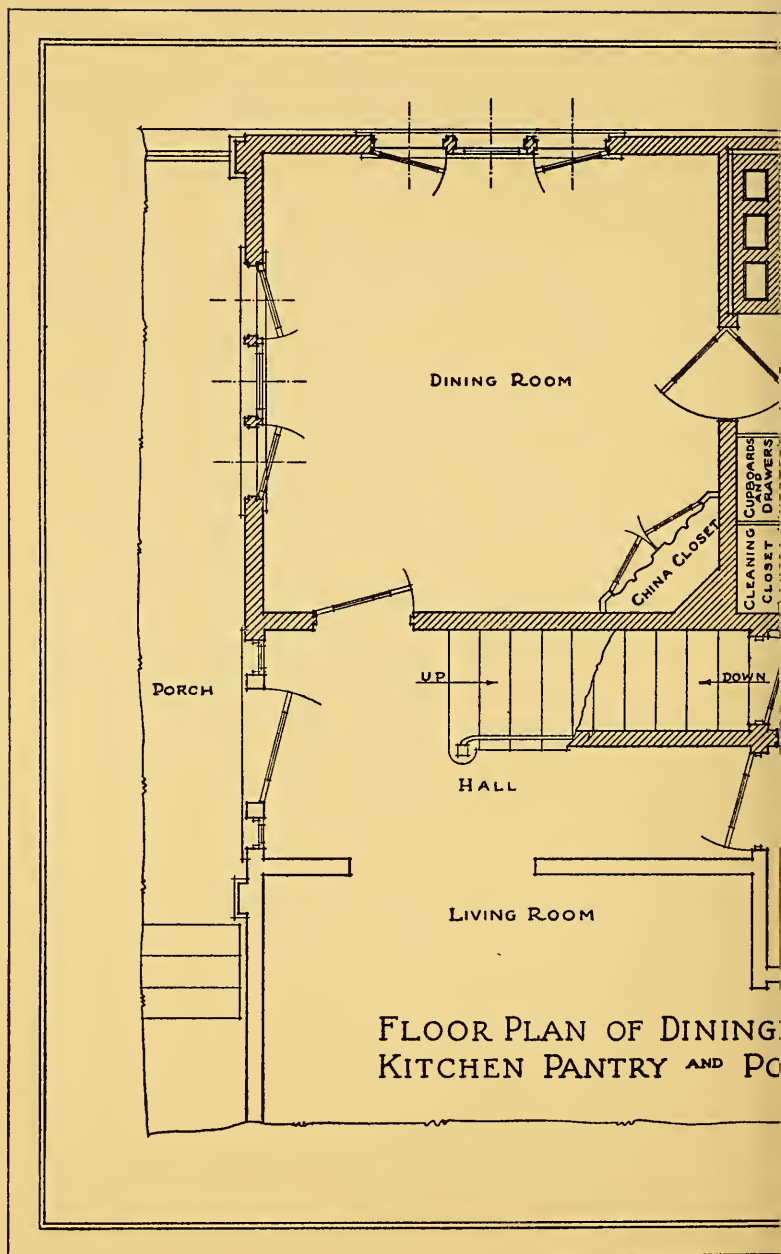 DINING ROOM
CUPBOARDS
AND
DRAWERS
CLEANING
CLOSET
CHINA CLOSET
UP
DOWN
PORCH
HALL
LIVING ROOM
FLOOR PLAN OF DINING
KITCHEN PANTRY AND PO